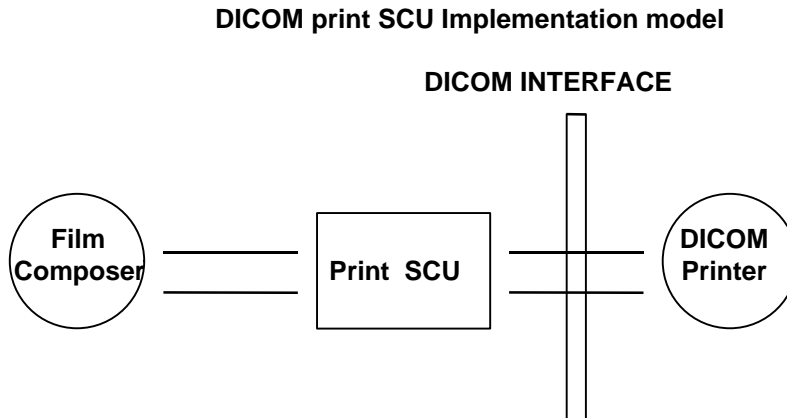 DICOM print SCU Implementation model
DICOM INTERFACE
Film
Composer
Print SCU
DICOM
Printer